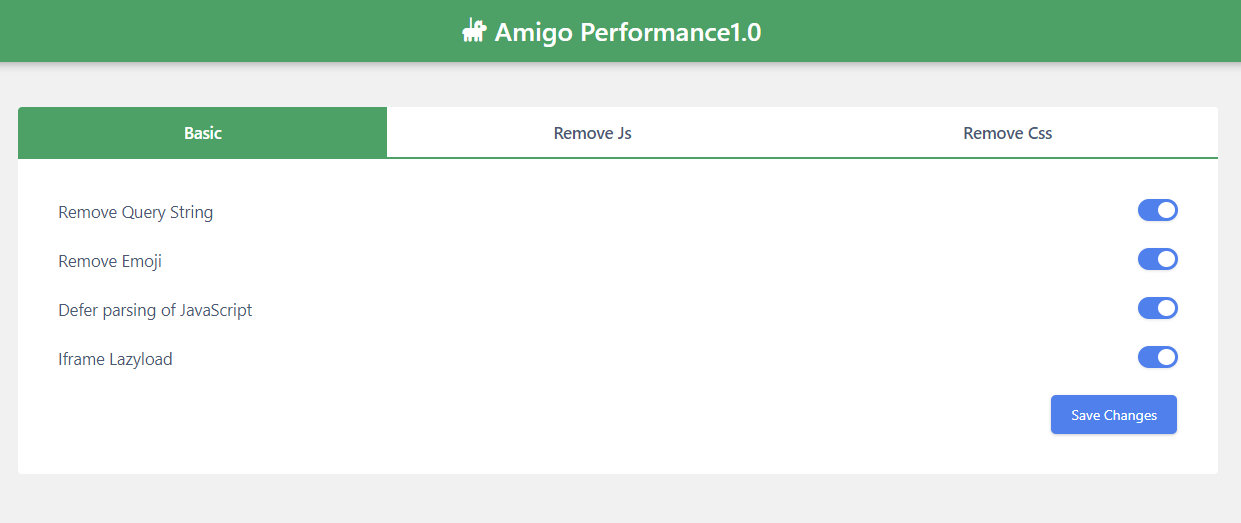 Amigo Performance1.0
Basic
Remove Js
Remove Css
Remove Query String
Remove Emoji
Defer parsing of JavaScript
Iframe Lazyload
Save Changes